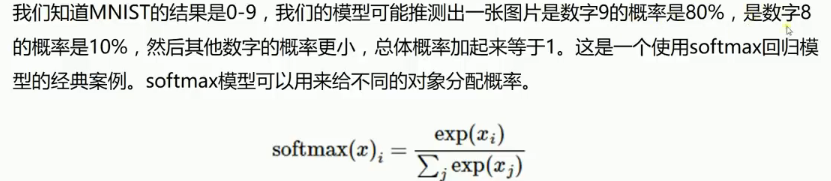 我们知道MNIST的结果是0-9，我们的模型可能推测出一张图片是数字9的概率是80%，是数字8
的概率是10%，然后其他数字的概率更小，总体概率加起来等于1。这是一个使用softmax回归模
型的经典案例。softmax模型可以用来给不同的对象分配概率。
softmax(x)_i = exp(x_i) / ∑_j exp(x_j)